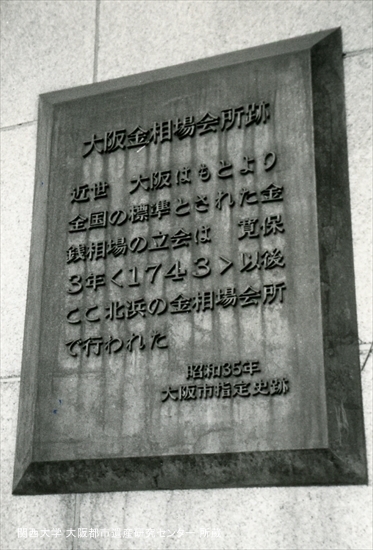 大阪金相場会所跡
近世　大阪はもとより
全国の標準とされた金
銭相場の立会は　寛保
3年<1743>以後
ここ北浜の金相場会所
で行われた
昭和35年
大阪市指定史跡
関西大学 大阪都市遺産研究センター 所蔵